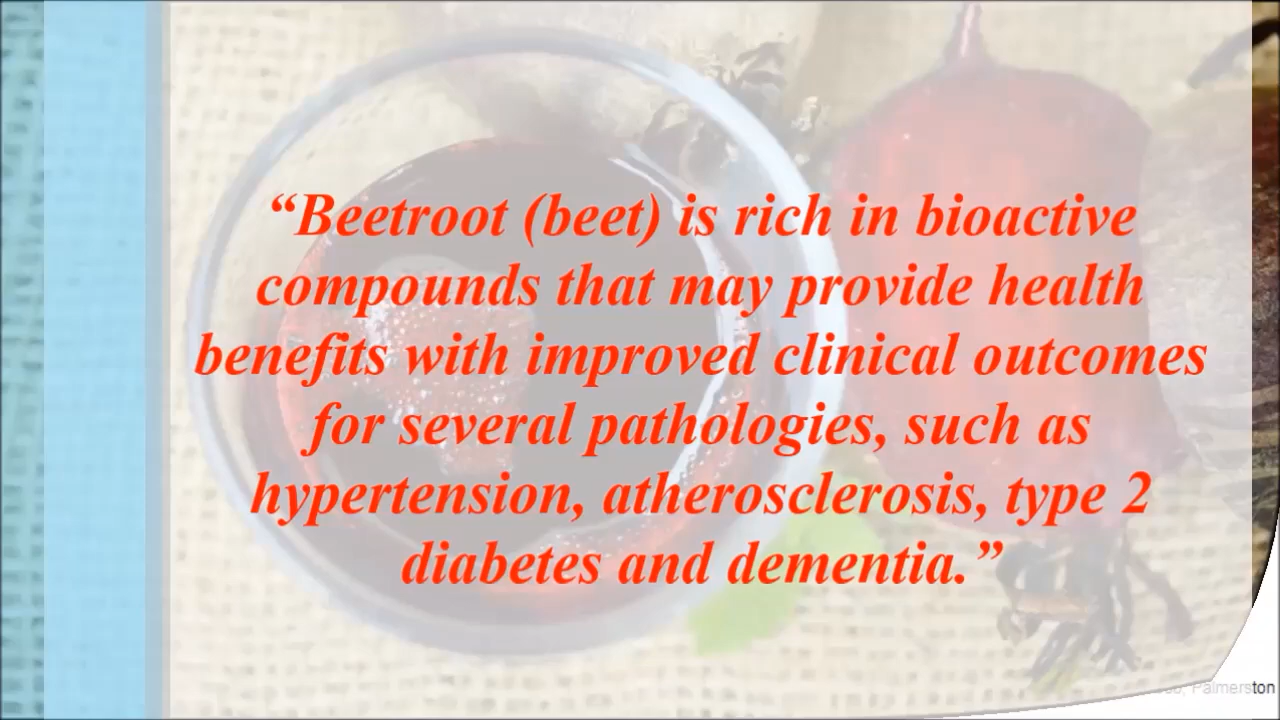 “Beetroot (beet) is rich in bioactive
compounds that may provide health
benefits with improved clinical outcomes
for several pathologies, such as
hypertension, atherosclerosis, type 2
diabetes and dementia.”
Palmerston